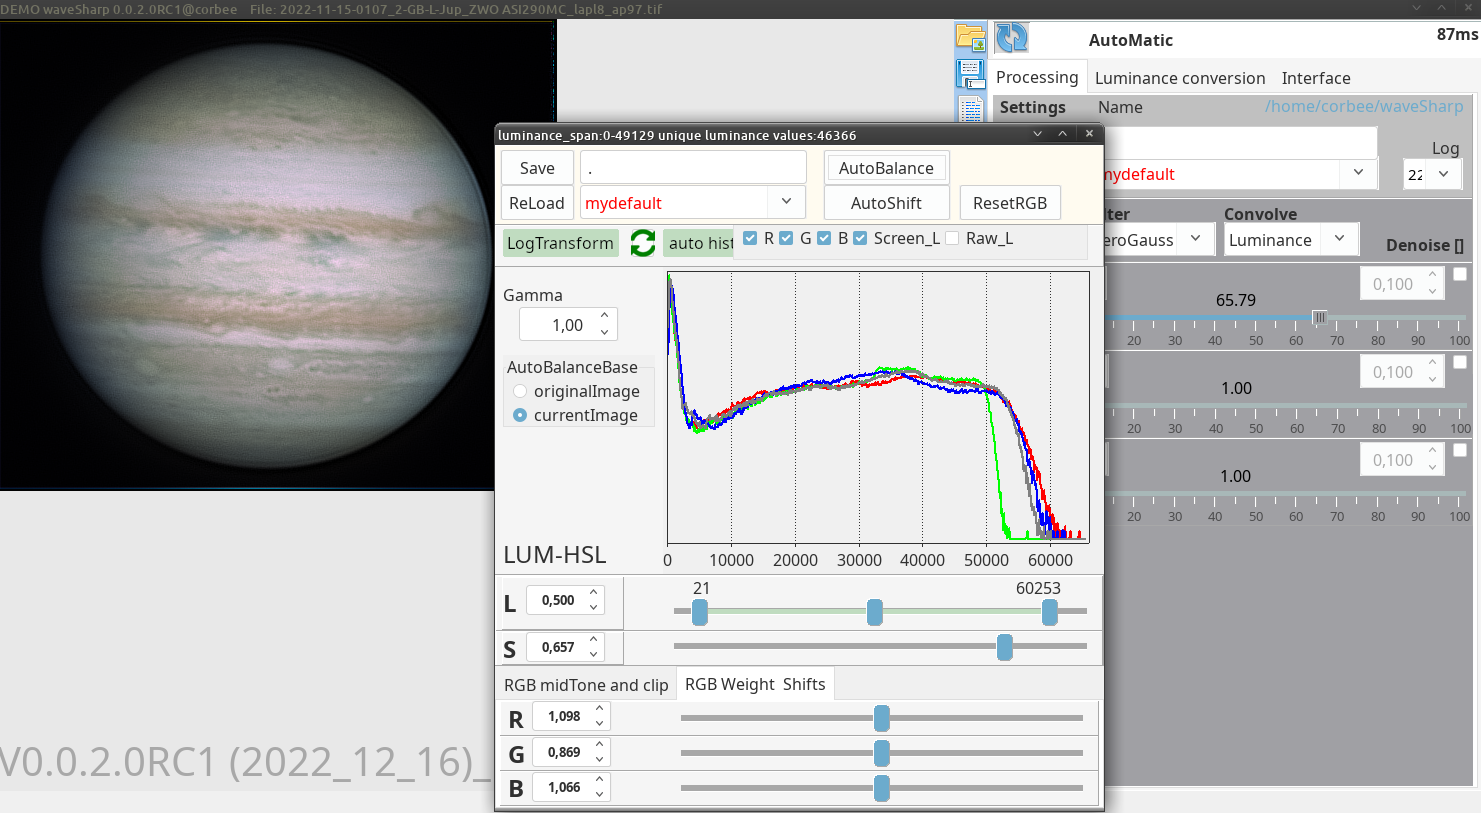 DEMO waveSharp 0.0.2.0RC1@corbee   File: 2022-11-15-0107_2-GB-L-Jup_ZWO ASI290MC_lapl8_ap97.tif
AutoMatic
87ms
Processing
Luminance conversion
Interface
Settings
Name
/home/corbee/waveSharp
Log
mydefault
22
lter
Convolve
eroGauss
Luminance
Denoise []
0,100
65.79
20 30 40 50 60 70 80 90 100
0,100
1.00
20 30 40 50 60 70 80 90 100
0,100
1.00
20 30 40 50 60 70 80 90 100
luminance_span:0-49129 unique luminance values:46366
Save
.
AutoBalance
ReLoad
mydefault
AutoShift
ResetRGB
LogTransform
auto hist
R
G
B
Screen_L
Raw_L
Gamma
1,00
AutoBalanceBase
originalImage
currentImage
LUM-HSL
0 10000 20000 30000 40000 50000 60000
21
60253
L
0,500
S
0,657
RGB midTone and clip
RGB Weight Shifts
R
1,098
G
0,869
B
1,066
V0.0.2.0RC1 (2022_12_16)_